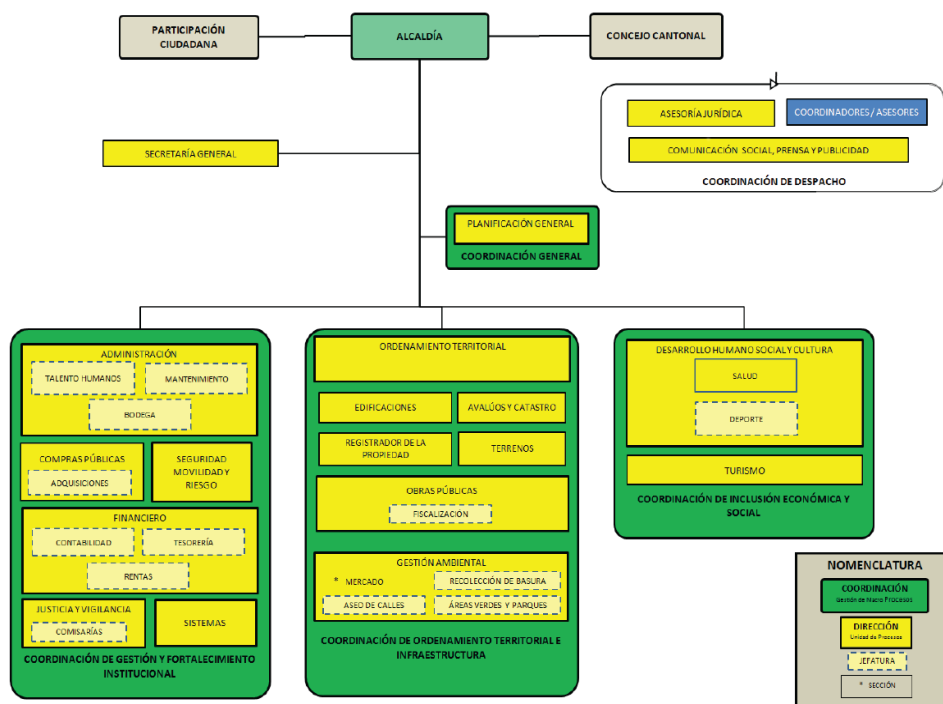 PARTICIPACIÓN
CIUDADANA
ALCALDÍA
CONCEJO CANTONAL
ASESORÍA JURÍDICA
COORDINADORES / ASESORES
COMUNICACIÓN SOCIAL, PRENSA Y PUBLICIDAD
COORDINACIÓN DE DESPACHO
SECRETARÍA GENERAL
PLANIFICACIÓN GENERAL
COORDINACIÓN GENERAL
ADMINISTRACIÓN
TALENTO HUMANOS
MANTENIMIENTO
BODEGA
COMPRAS PÚBLICAS
ADQUISICIONES
SEGURIDAD
MOVILIDAD Y
RIESGO
FINANCIERO
CONTABILIDAD
TESORERÍA
RENTAS
JUSTICIA Y VIGILANCIA
COMISARÍAS
SISTEMAS
COORDINACIÓN DE GESTIÓN Y FORTALECIMIENTO
INSTITUCIONAL
ORDENAMIENTO TERRITORIAL
EDIFICACIONES
AVALÚOS Y CATASTRO
REGISTRADOR DE LA
PROPIEDAD
TERRENOS
OBRAS PÚBLICAS
FISCALIZACIÓN
GESTIÓN AMBIENTAL
* MERCADO
RECOLECCIÓN DE BASURA
ASEO DE CALLES
ÁREAS VERDES Y PARQUES
COORDINACIÓN DE ORDENAMIENTO TERRITORIAL E
INFRAESTRUCTURA
DESARROLLO HUMANO SOCIAL Y CULTURA
SALUD
DEPORTE
TURISMO
COORDINACIÓN DE INCLUSIÓN ECONÓMICA Y
SOCIAL
NOMENCLATURA
COORDINACIÓN
Gestión de Macro Procesos
DIRECCIÓN
Unidad de Procesos
JEFATURA
* SECCIÓN